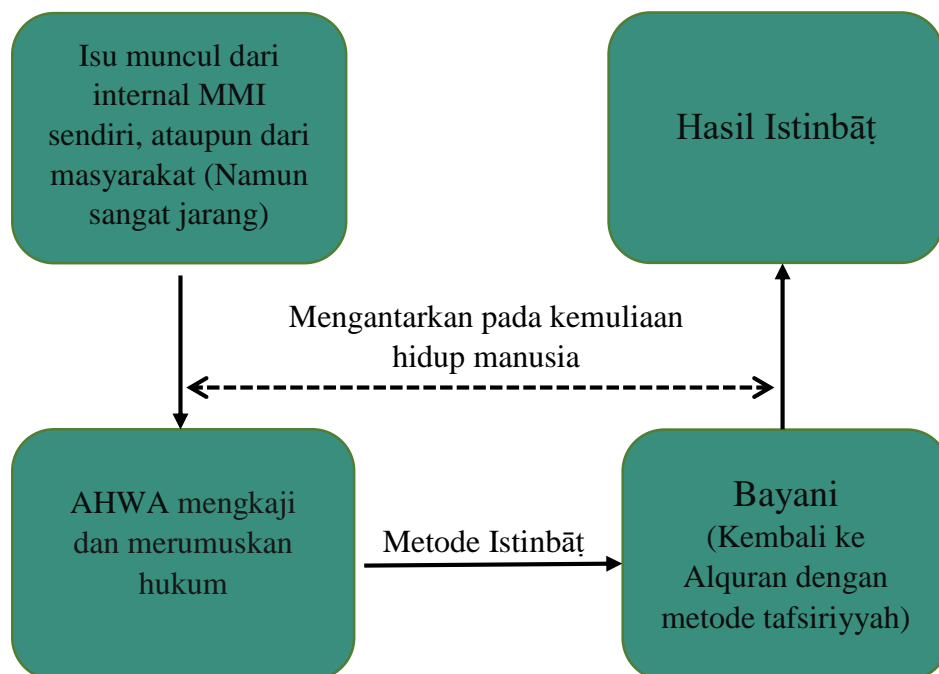 Isu muncul dari
internal MMI
sendiri, ataupun dari
masyarakat (Namun
sangat jarang)
Hasil Istinbāṭ
Mengantarkan pada kemuliaan
hidup manusia
AHWA mengkaji
dan merumuskan
hukum
Metode Istinbāṭ
Bayani
(Kembali ke
Alquran dengan
metode tafsiriyyah)